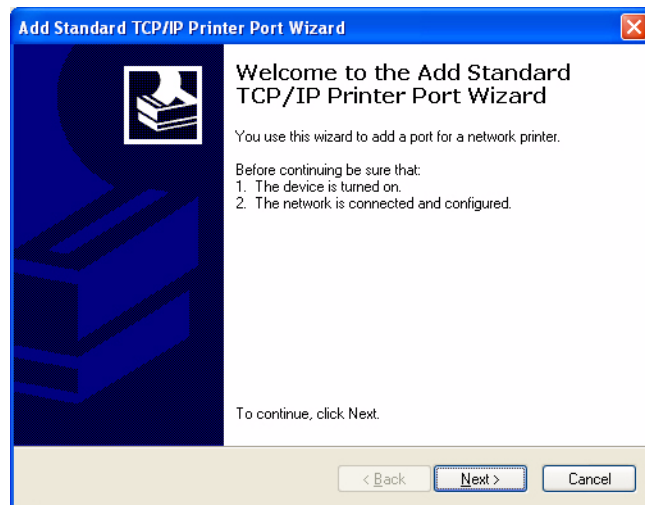 Add Standard TCP/IP Printer Port Wizard
Welcome to the Add Standard
TCP/IP Printer Port Wizard
You use this wizard to add a port for a network printer.
Before continuing be sure that:
1. The device is turned on.
2. The network is connected and configured.
To continue, click Next.
< Back
Next >
Cancel